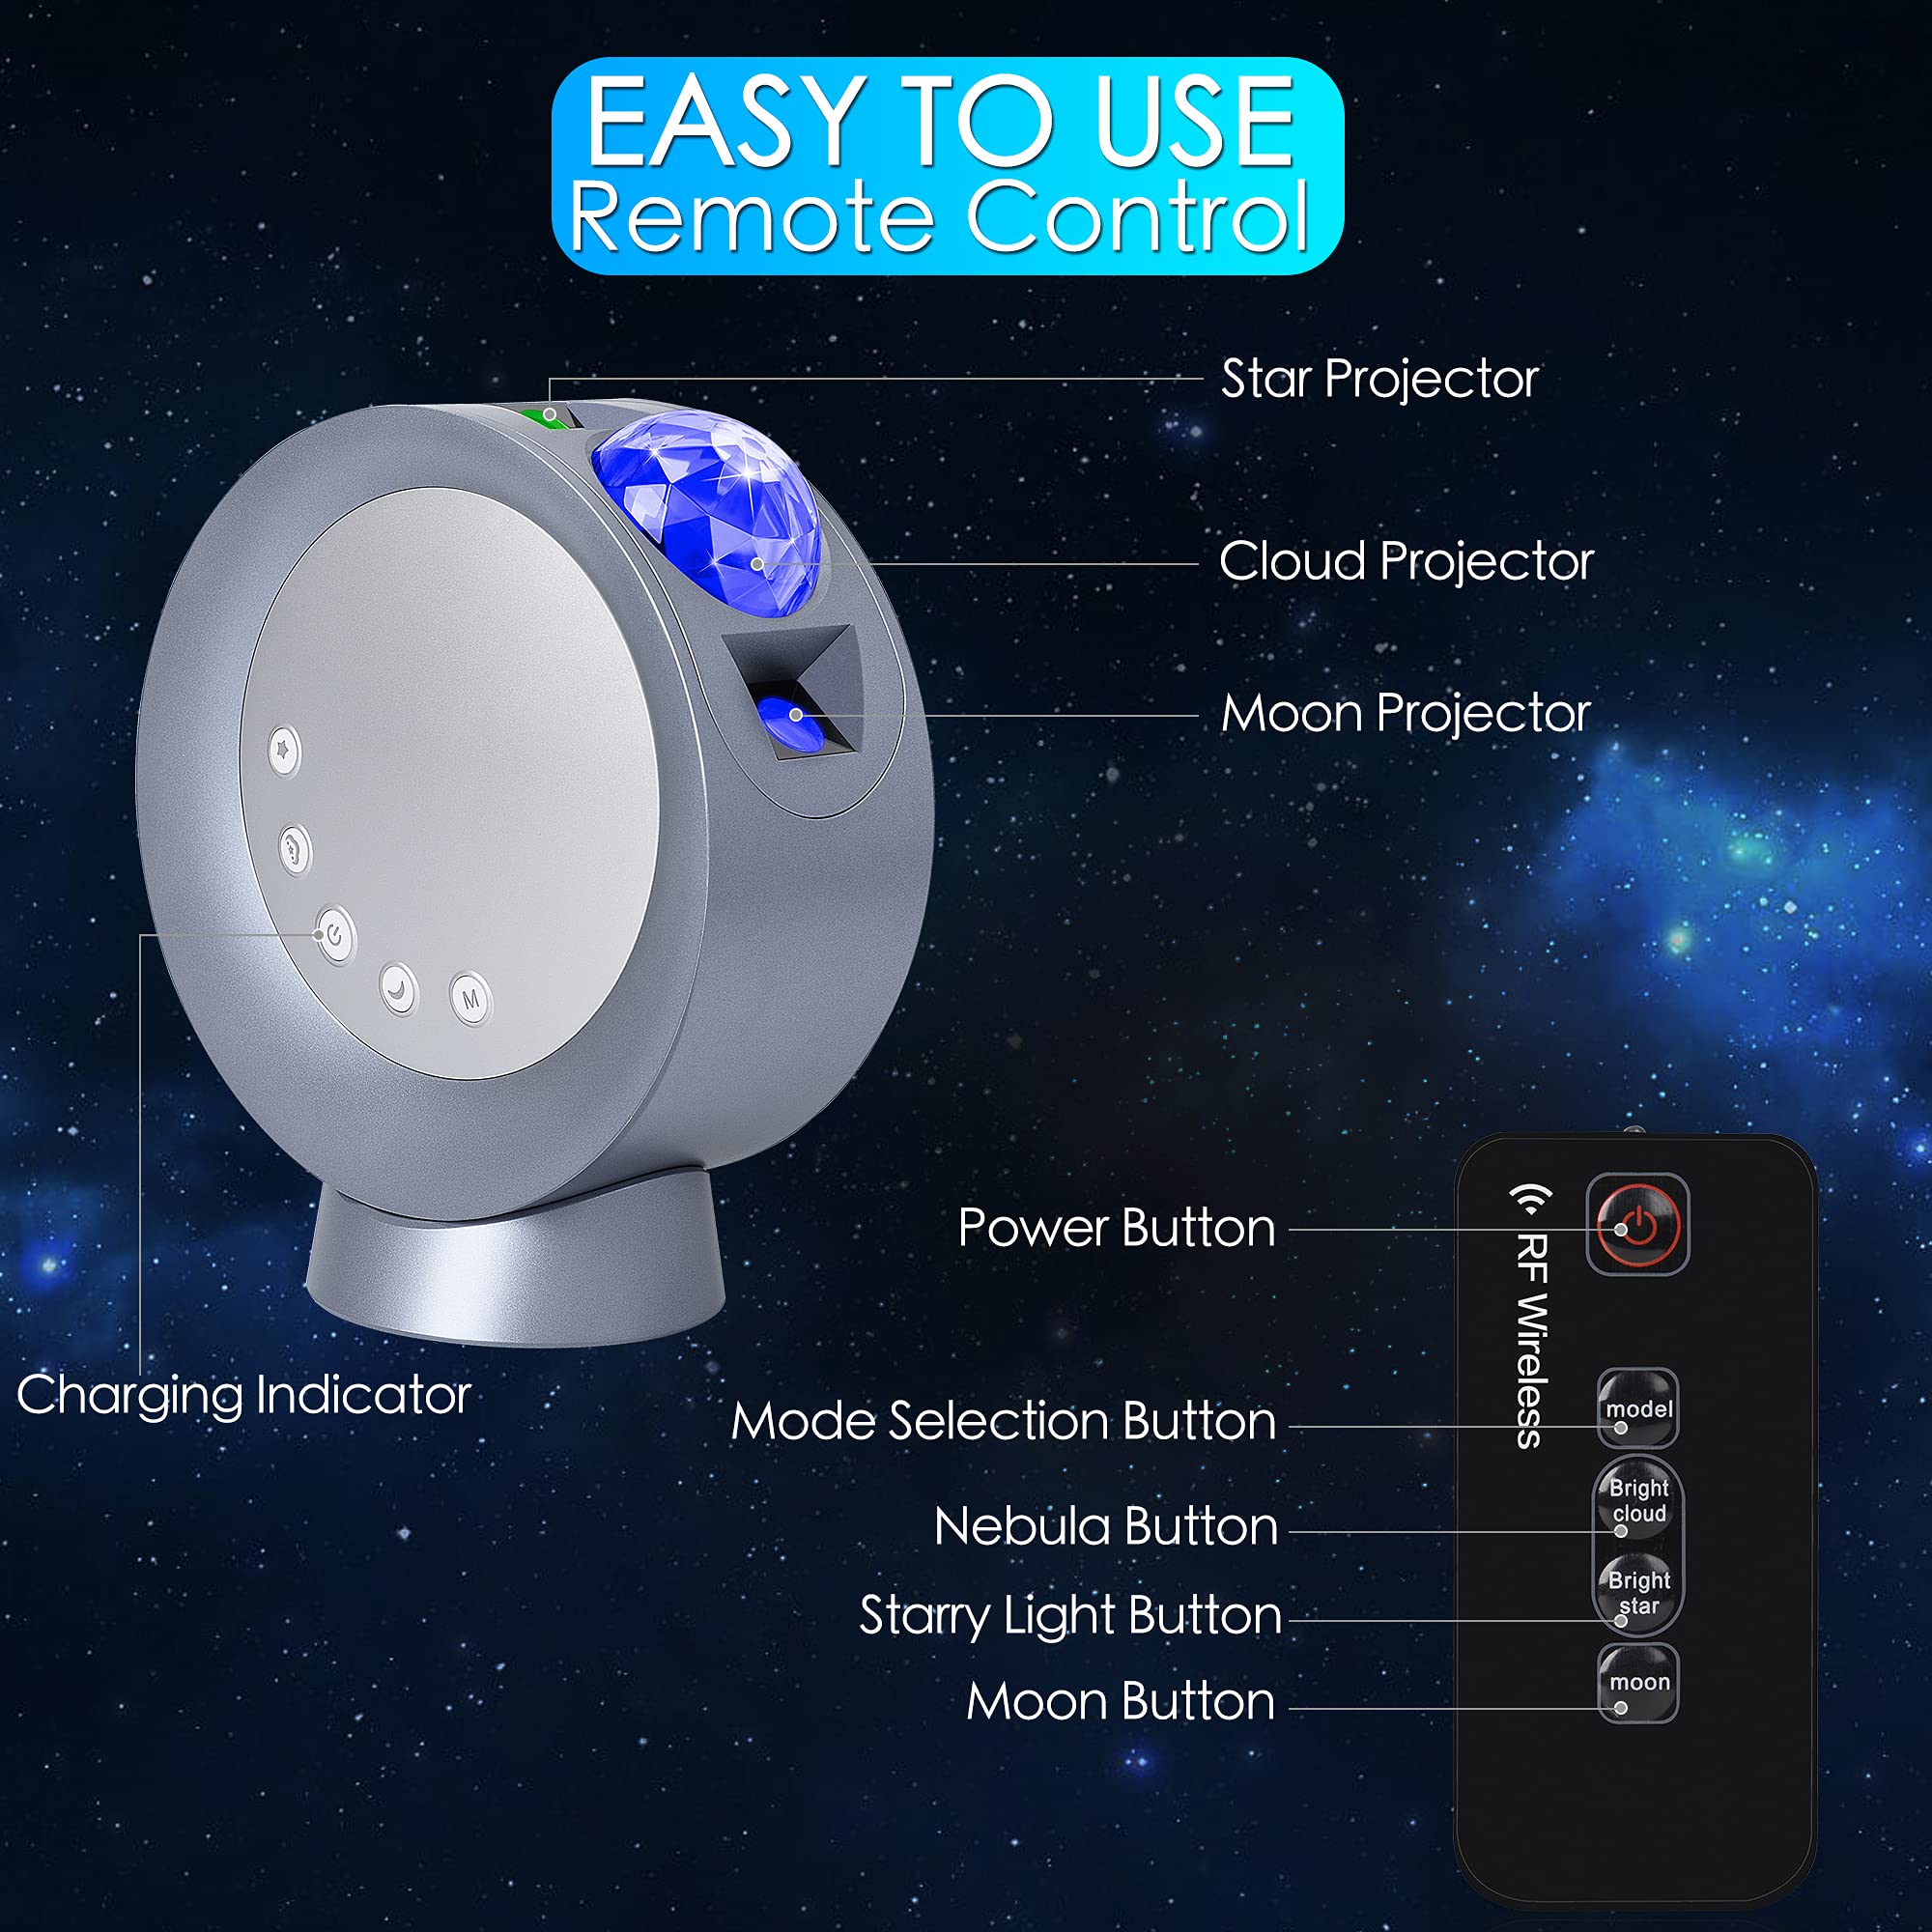 EASY TO USE
Remote Control
Star Projector
Cloud Projector
Moon Projector
M
Charging Indicator
RF Wireless
Power Button
Mode Selection Button
model
Nebula Button
Bright
cloud
Starry Light Button
Bright
star
Moon Button
moon